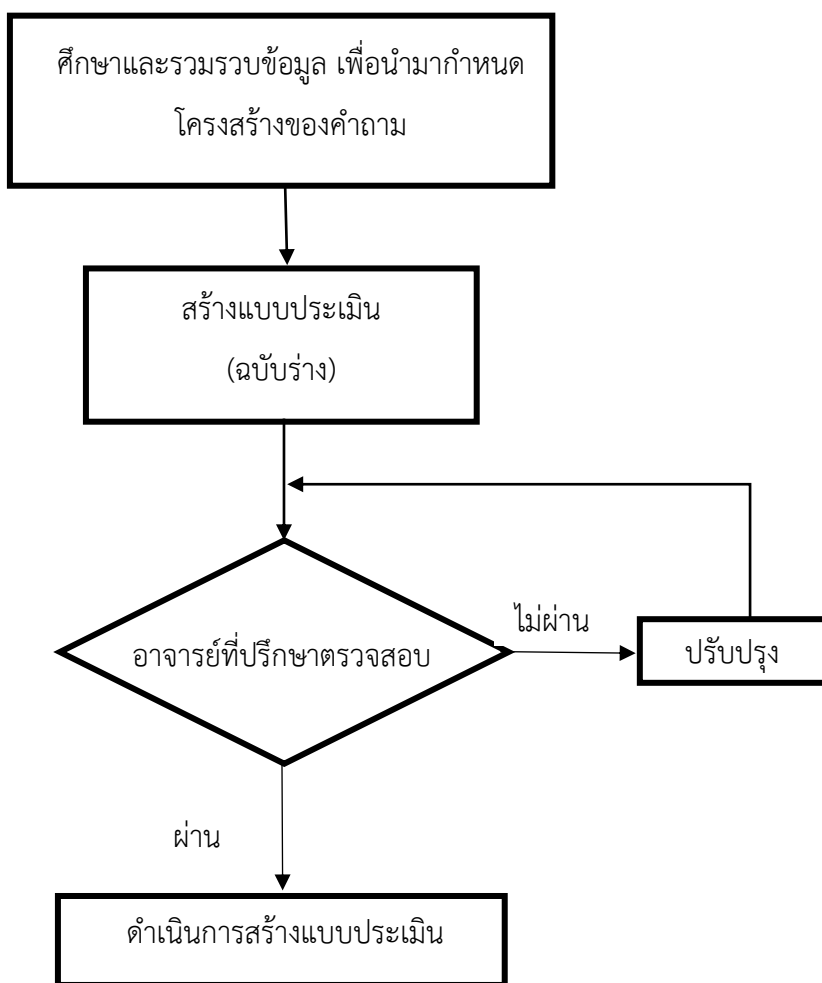 ศึกษาและรวมรวบข้อมูล เพื่อนำมากำหนด
โครงสร้างของคำถาม
สร้างแบบประเมิน
(ฉบับร่าง)
อาจารย์ที่ปรึกษาตรวจสอบ
ไม่ผ่าน
ปรับปรุง
ผ่าน
ดำเนินการสร้างแบบประเมิน